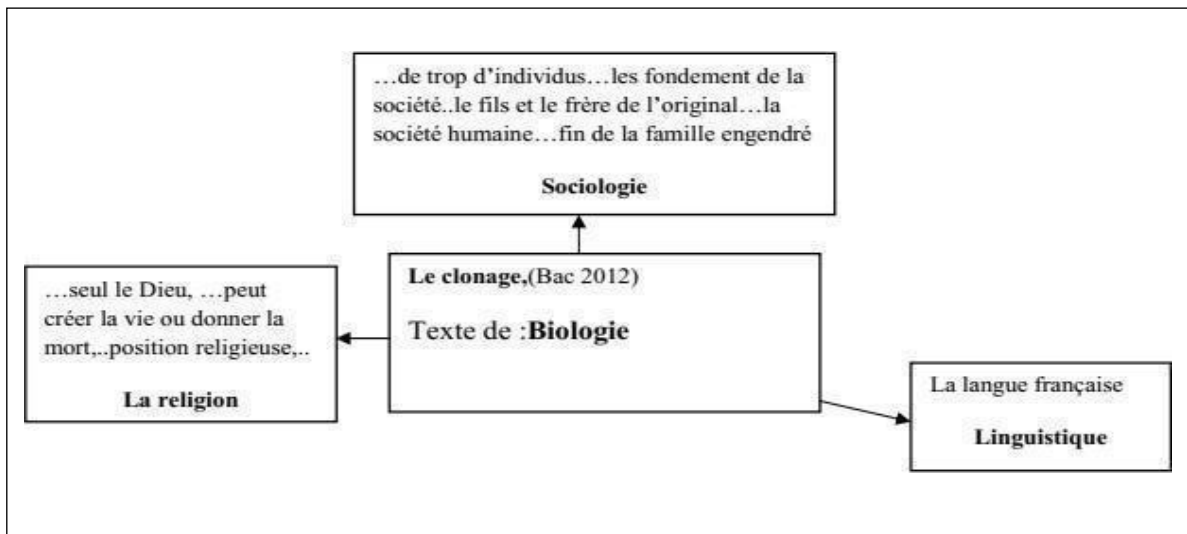 …de trop d’individus…les fondement de la
société..le fils et le frère de l’original…la
société humaine…fin de la famille engendré
Sociologie
Le clonage,(Bac 2012)
Texte de :Biologie
…seul le Dieu, …peut
créer la vie ou donner la
mort,..position religieuse,..
La religion
La langue française
Linguistique